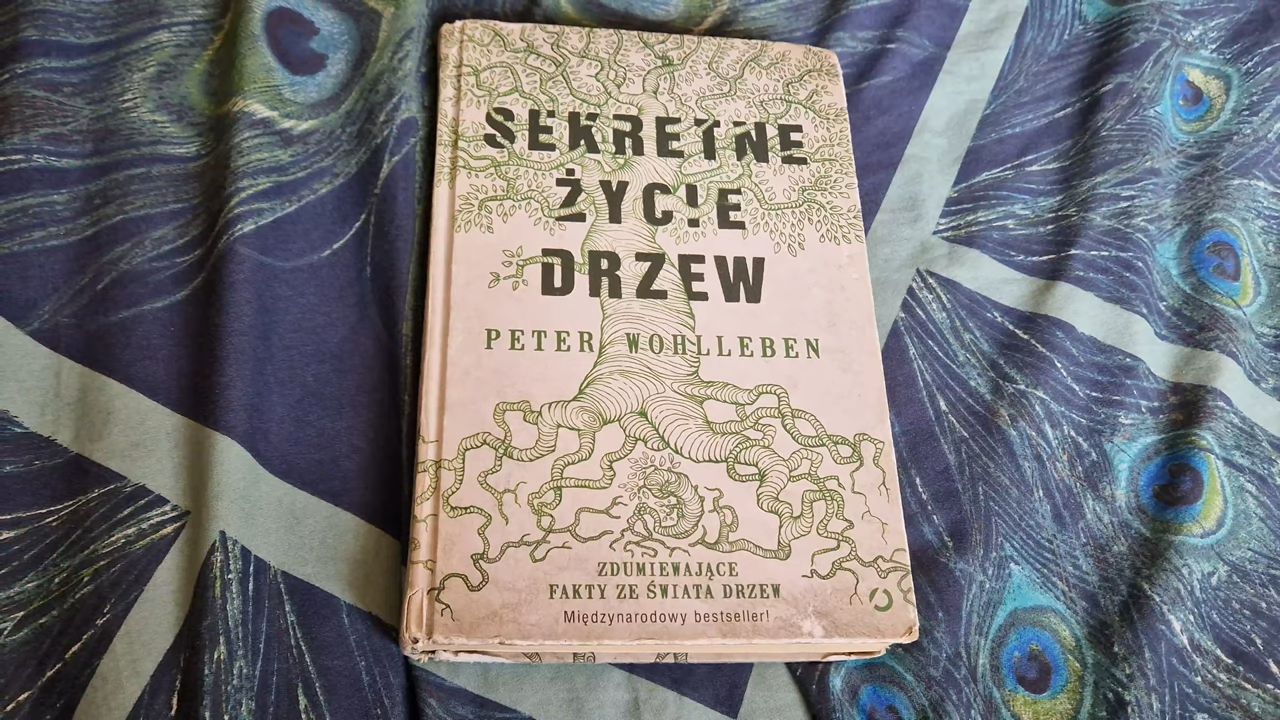 SEKRETNE
ŻYCIE
DRZEW
PETER WOHLLEBEN
ZDUMIEWAJĄCE
FAKTY ZE ŚWIATA DRZEW
Międzynarodowy bestseller!